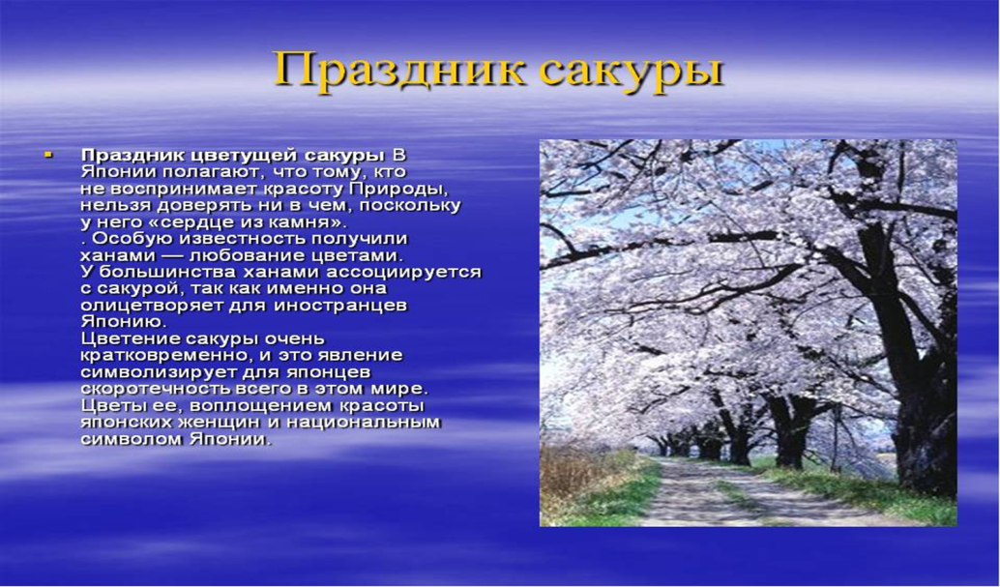 Праздник сакуры
Праздник цветущей сакуры В
Японии полагают, что тому, кто
не воспринимает красоту Природы,
нельзя доверять ни в чем, поскольку
у него «сердце из камня».
. Особую известность получили
ханами — любование цветами.
У большинства ханами ассоциируется
с сакурой, так как именно она
олицетворяет для иностранцев
Японию.
Цветение сакуры очень
кратковременно, и это явление
символизирует для японцев
скоротечность всего в этом мире.
Цветы ее, воплощением красоты
японских женщин и национальным
символом Японии.